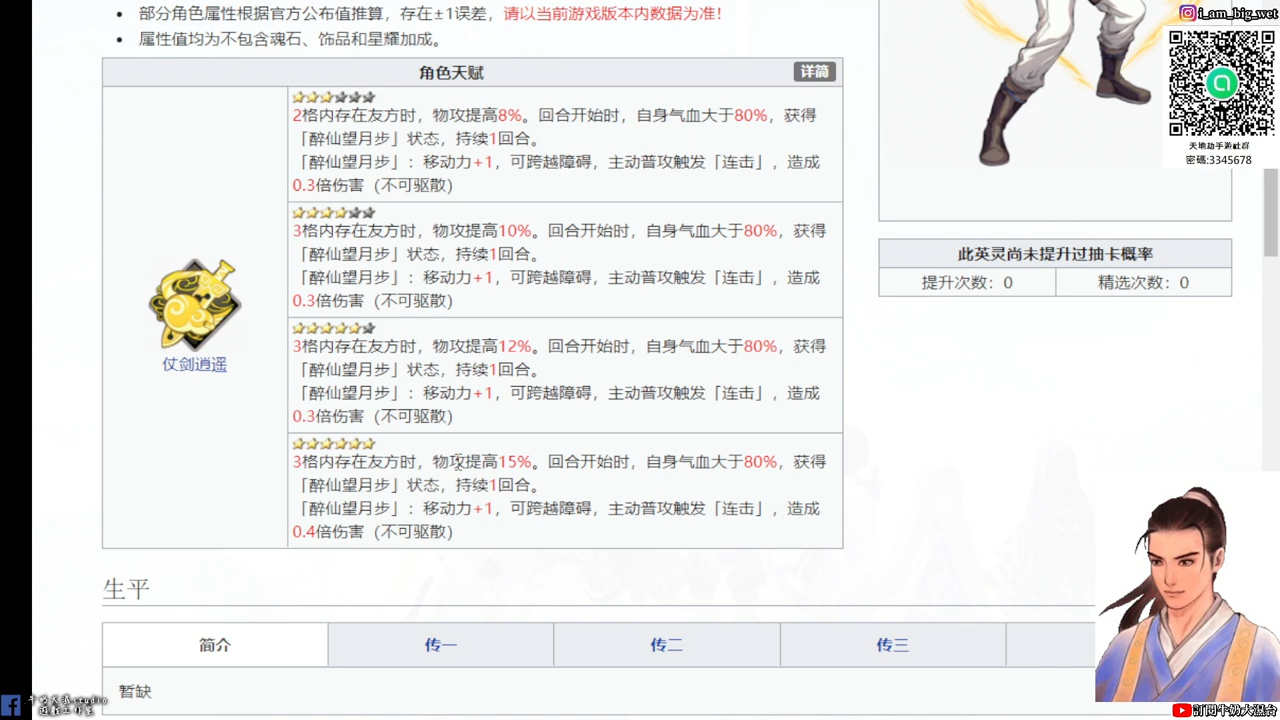 部分角色属性根据官方公布值推算，存在±1误差，请以当前游戏版本内数据为准！
属性值均为不包含魂石、饰品和星耀加成。
角色天赋
详简
2格内存在友方时，物攻提高8%。回合开始时，自身气血大于80%，获得
「醉仙望月步」状态，持续1回合。
「醉仙望月步」：移动力+1，可跨越障碍，主动普攻触发「连击」，造成
0.3倍伤害（不可驱散）
3格内存在友方时，物攻提高10%。回合开始时，自身气血大于80%，获得
「醉仙望月步」状态，持续1回合。
「醉仙望月步」：移动力+1，可跨越障碍，主动普攻触发「连击」，造成
0.3倍伤害（不可驱散）
3格内存在友方时，物攻提高12%。回合开始时，自身气血大于80%，获得
「醉仙望月步」状态，持续1回合。
「醉仙望月步」：移动力+1，可跨越障碍，主动普攻触发「连击」，造成
0.3倍伤害（不可驱散）
3格内存在友方时，物攻提高15%。回合开始时，自身气血大于80%，获得
「醉仙望月步」状态，持续1回合。
「醉仙望月步」：移动力+1，可跨越障碍，主动普攻触发「连击」，造成
0.4倍伤害（不可驱散）
仗剑逍遥
生平
简介
传一
传二
传三
暂缺
此英灵尚未提升过抽卡概率
提升次数：0
精选次数：0
i_am_big_wet
天地劫手游社群
密碼:3345678
訂閱牛奶大混台